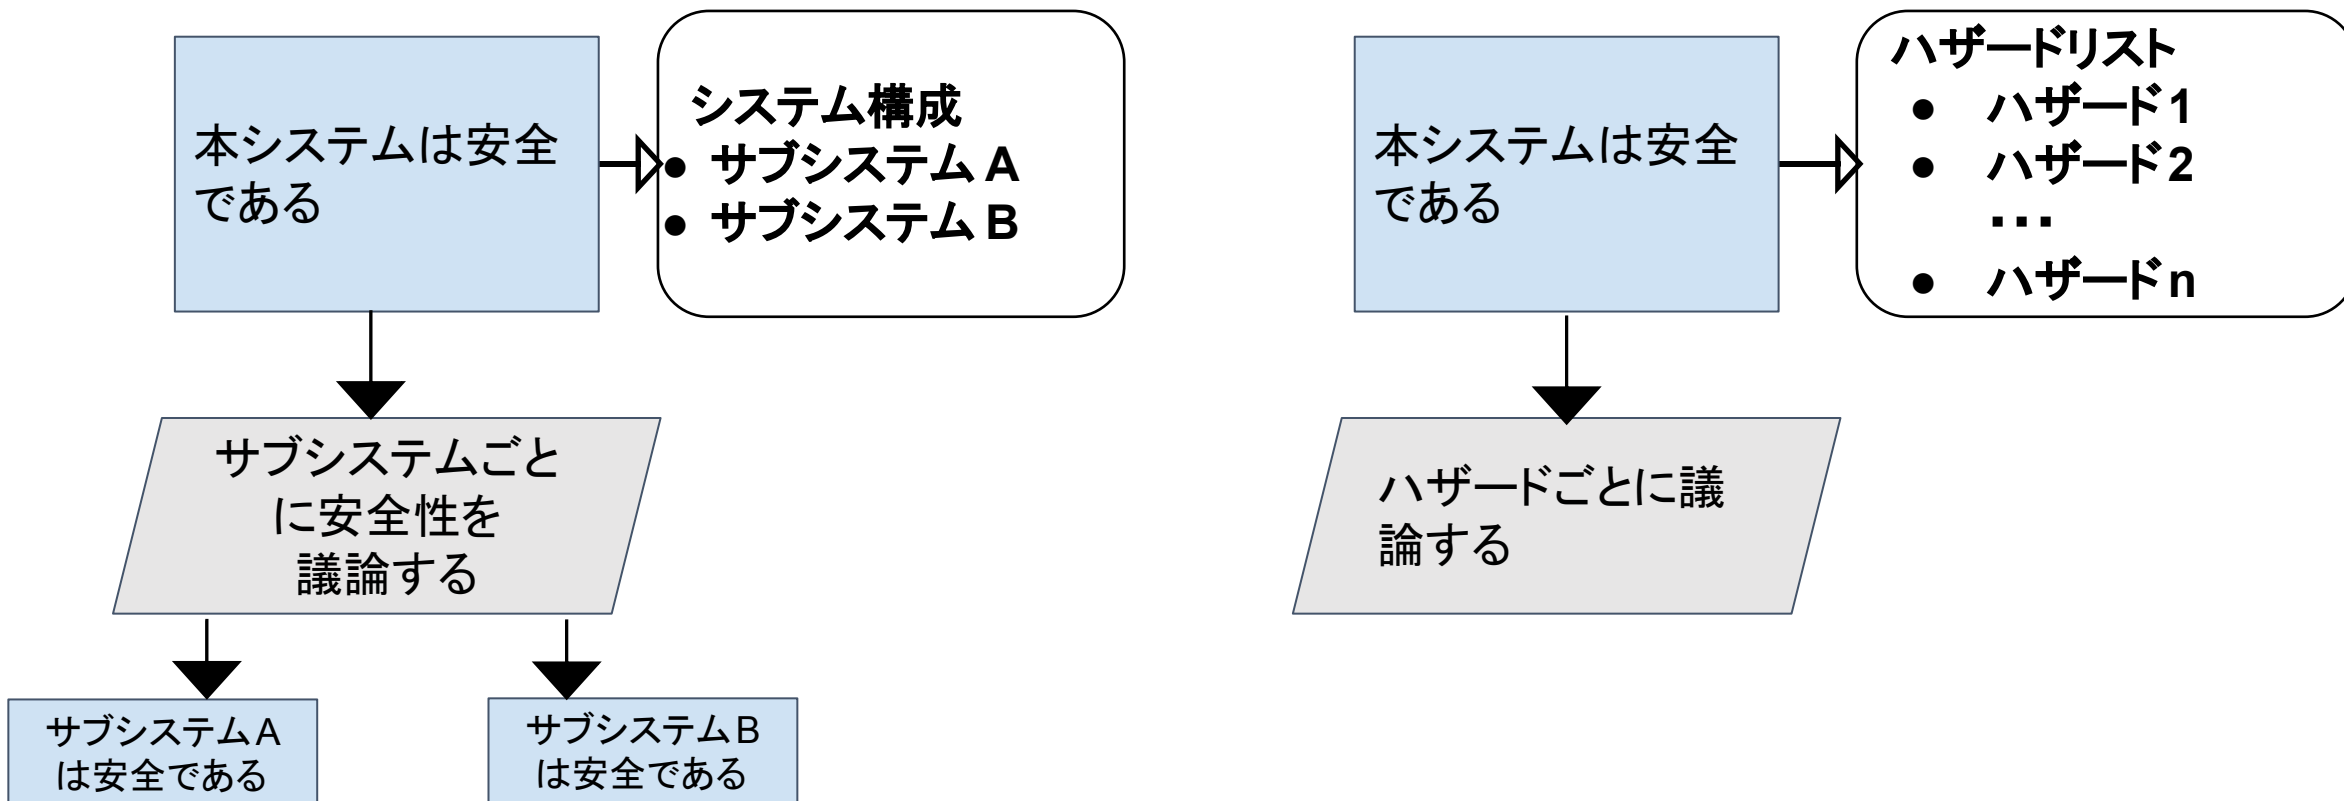 本システムは安全
である
システム構成
● サブシステム A
● サブシステム B
サブシステムごと
に安全性を
議論する
サブシステムA
は安全である
サブシステムB
は安全である
本システムは安全
である
ハザードリスト
● ハザード1
● ハザード2
...
● ハザードn
ハザードごとに議
論する